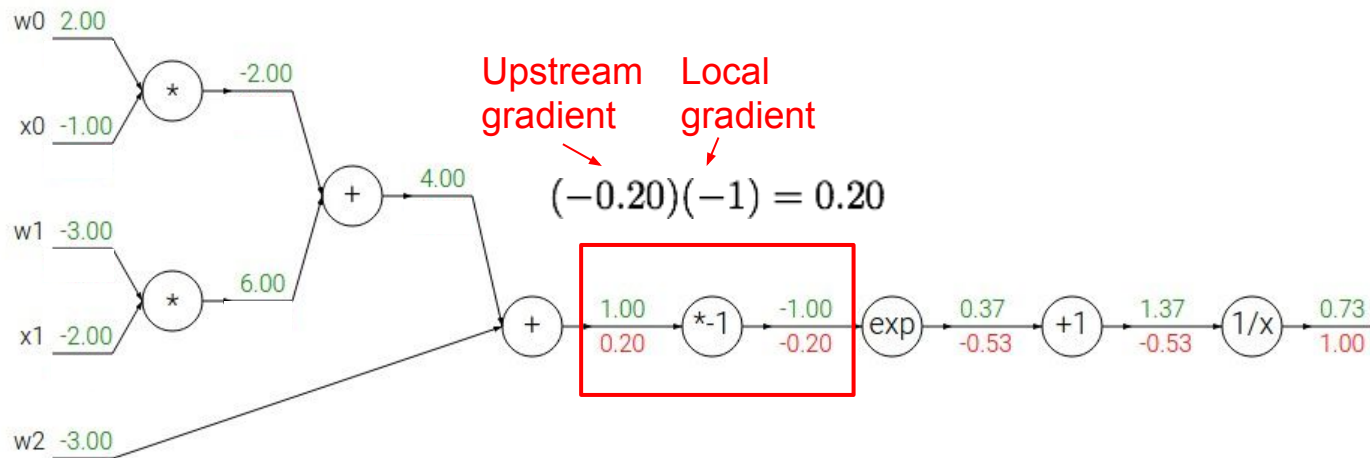 w0 2.00
-2.00
*
x0 -1.00
Upstream gradient
Local gradient
(−0.20)(−1) = 0.20
4.00
+
w1 -3.00
6.00
*
x1 -2.00
+
1.00
0.20
*-1
-1.00
-0.20
exp
0.37
-0.53
+1
1.37
-0.53
1/x
0.73
1.00
w2 -3.00